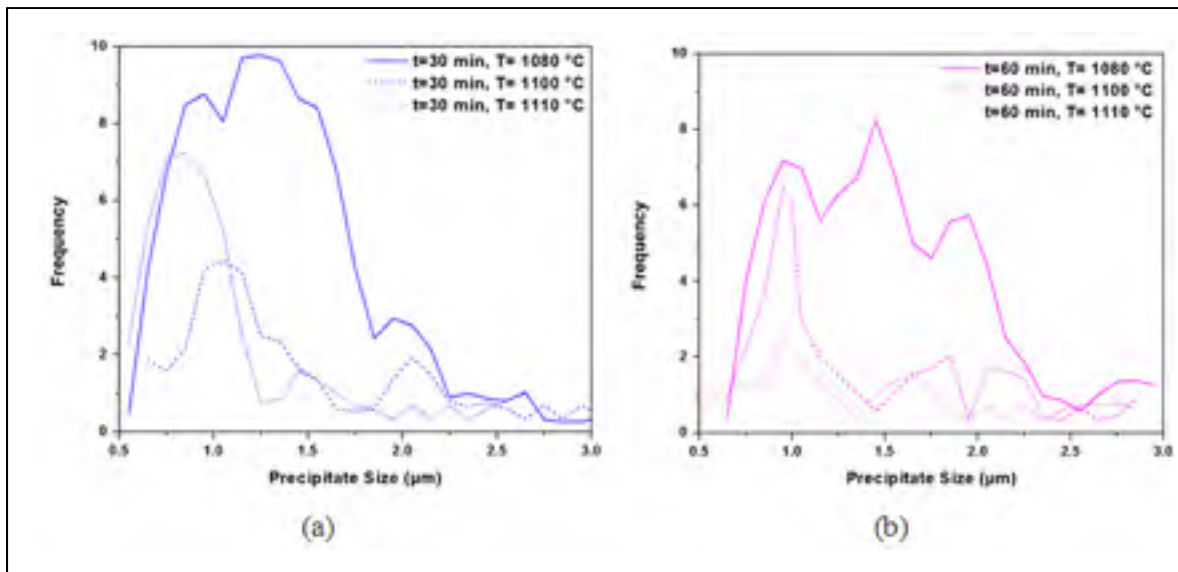 10
8
6
4
2
0
Frequency
t=30 min, T= 1080 °C
t=30 min, T= 1100 °C
t=30 min, T= 1110 °C
0.5 1.0 1.5 2.0 2.5 3.0
Precipitate Size (µm)
(a)
10
8
6
4
2
0
Frequency
t=60 min, T= 1080 °C
t=60 min, T= 1100 °C
t=60 min, T= 1110 °C
0.5 1.0 1.5 2.0 2.5 3.0
Precipitate Size (µm)
(b)